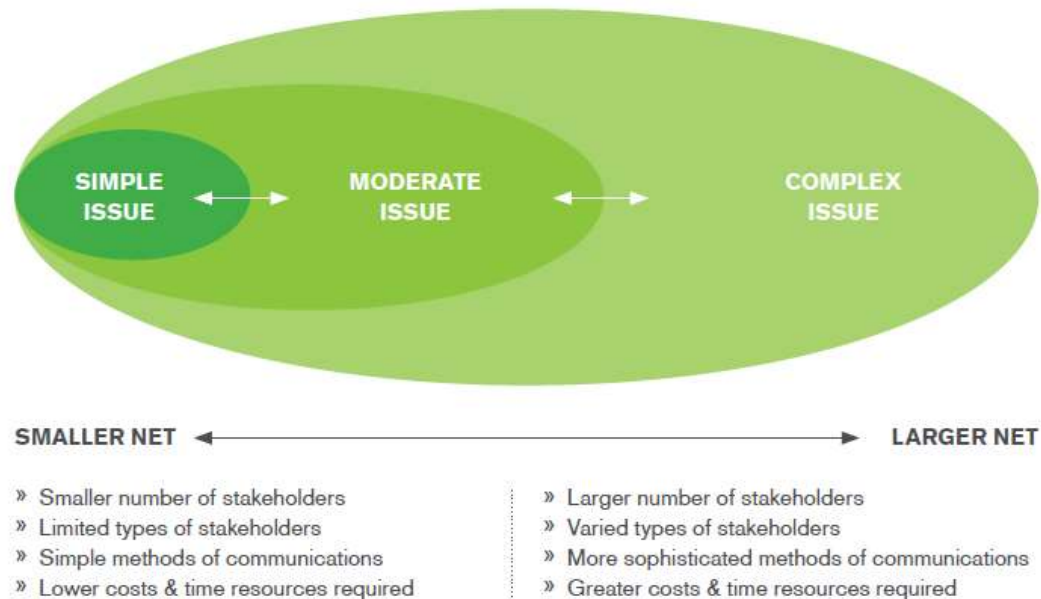 SIMPLE
ISSUE
MODERATE
ISSUE
COMPLEX
ISSUE
SMALLER NET
LARGER NET
» Smaller number of stakeholders
» Limited types of stakeholders
» Simple methods of communications
» Lower costs & time resources required
» Larger number of stakeholders
» Varied types of stakeholders
» More sophisticated methods of communications
» Greater costs & time resources required